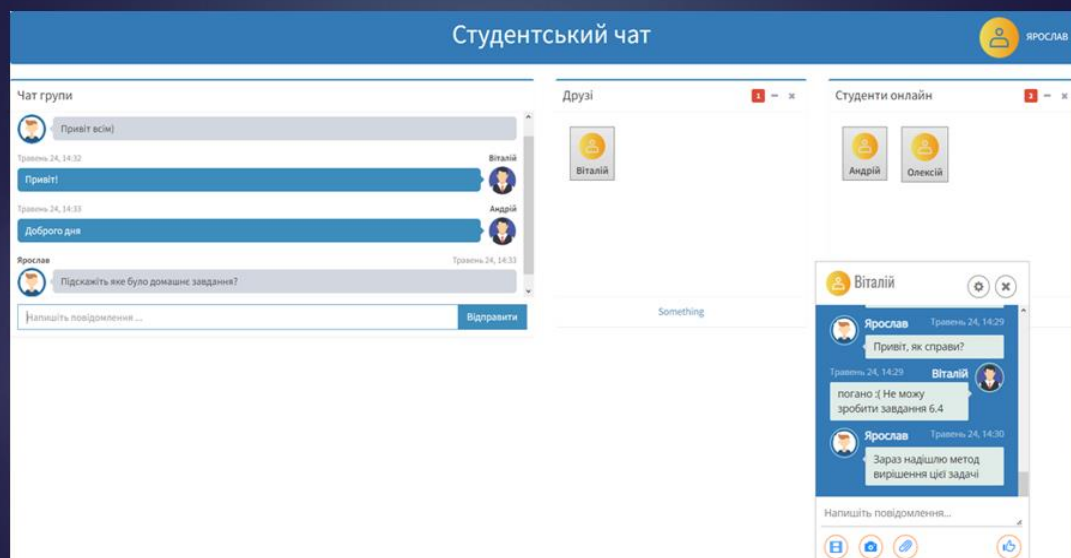 Студентський чат
ЯРОСЛАВ
Чат групи
Привіт всім)
Травень 24, 14:32 Віталій
Привіт!
Травень 24, 14:33 Андрій
Доброго дня
Ярослав Травень 24, 14:33
Підскажіть яке було домашнє завдання?
Напишіть повідомлення ...
Відправити
Друзі
1
Віталій
Something
Студенти онлайн
Андрій
Олексій
Віталій
Ярослав Травень 24, 14:29
Привіт, як справи?
Травень 24, 14:29 Віталій
погано :( Не можу
зробити завдання 6.4
Ярослав Травень 24, 14:30
Зараз надішлю метод
вирішення цієї задачі
Напишіть повідомлення...